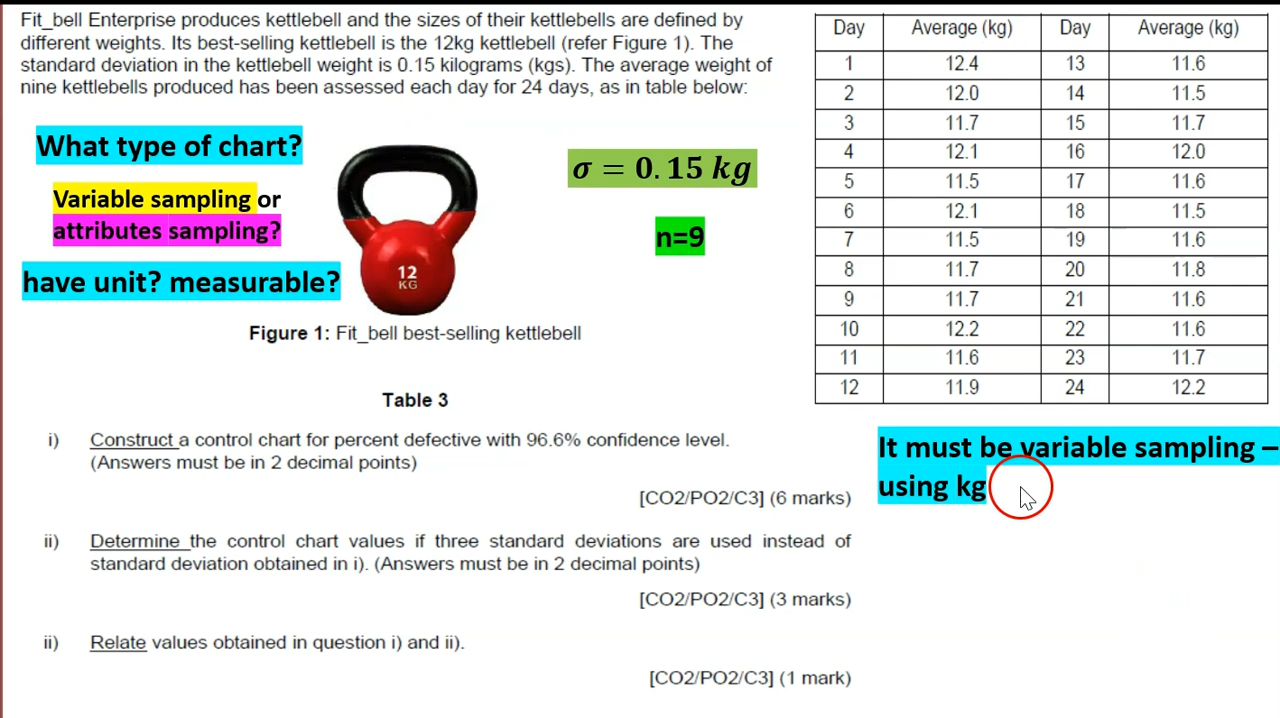 Fit_bell Enterprise produces kettlebell and the sizes of their kettlebells are defined by
different weights. Its best-selling kettlebell is the 12kg kettlebell (refer Figure 1). The
standard deviation in the kettlebell weight is 0.15 kilograms (kgs). The average weight of
nine kettlebells produced has been assessed each day for 24 days, as in table below:
What type of chart?
Variable sampling or
attributes sampling?
have unit? measurable?
12
KG
σ = 0.15 kg
n=9
Figure 1: Fit_bell best-selling kettlebell
Table 3
Day Average (kg) Day Average (kg)
1 12.4 13 11.6
2 12.0 14 11.5
3 11.7 15 11.7
4 12.1 16 12.0
5 11.5 17 11.6
6 12.1 18 11.5
7 11.5 19 11.6
8 11.7 20 11.8
9 11.7 21 11.6
10 12.2 22 11.6
11 11.6 23 11.7
12 11.9 24 12.2
i) Construct a control chart for percent defective with 96.6% confidence level.
(Answers must be in 2 decimal points)
[CO2/PO2/C3] (6 marks)
ii) Determine the control chart values if three standard deviations are used instead of
standard deviation obtained in i). (Answers must be in 2 decimal points)
[CO2/PO2/C3] (3 marks)
ii) Relate values obtained in question i) and ii).
[CO2/PO2/C3] (1 mark)
It must be variable sampling –
using kg